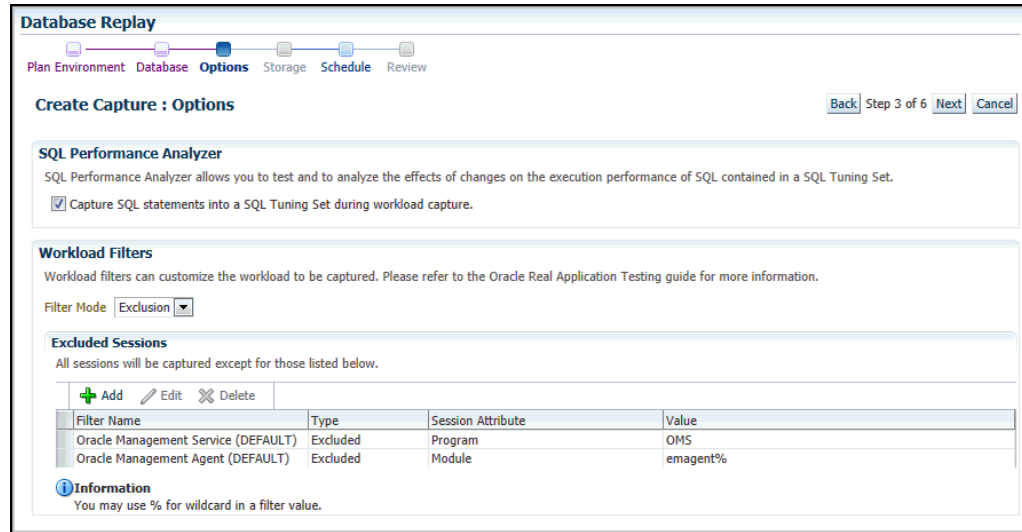 Database Replay
Plan Environment Database Options Storage Schedule Review
Create Capture : Options
Back Step 3 of 6 Next Cancel
SQL Performance Analyzer
SQL Performance Analyzer allows you to test and to analyze the effects of changes on the execution performance of SQL contained in a SQL Tuning Set.
Capture SQL statements into a SQL Tuning Set during workload capture.
Workload Filters
Workload filters can customize the workload to be captured. Please refer to the Oracle Real Application Testing guide for more information.
Filter Mode Exclusion
Excluded Sessions
All sessions will be captured except for those listed below.
Add Edit Delete
Filter Name Type Session Attribute Value
Oracle Management Service (DEFAULT) Excluded Program OMS
Oracle Management Agent (DEFAULT) Excluded Module emagent%
Information
You may use % for wildcard in a filter value.